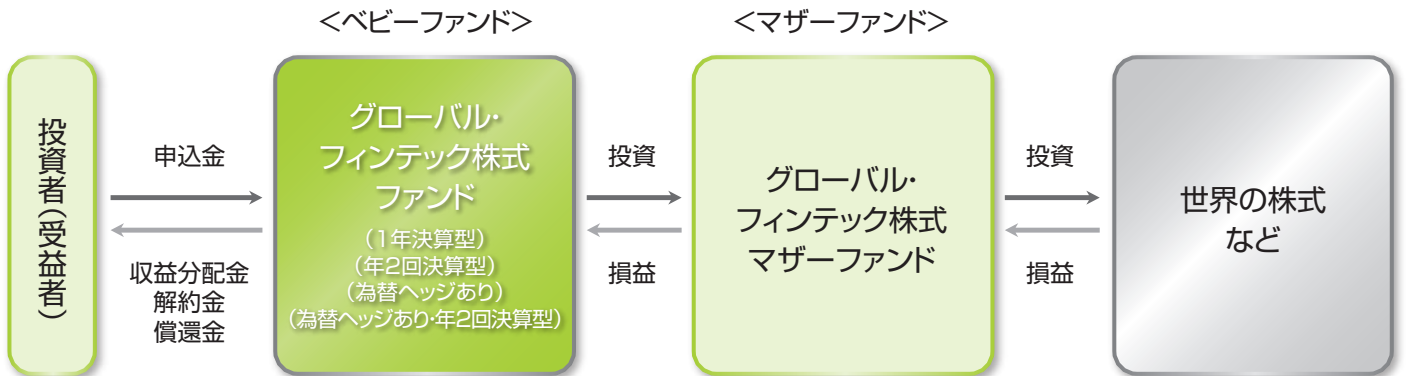 ＜ベビーファンド＞
＜マザーファンド＞
投資者（受益者）
申込金
収益分配金
解約金
償還金
グローバル・
フィンテック株式
ファンド
（1年決算型）
（年2回決算型）
（為替ヘッジあり）
（為替ヘッジあり・年2回決算型）
投資
損益
グローバル・
フィンテック株式
マザーファンド
投資
損益
世界の株式
など